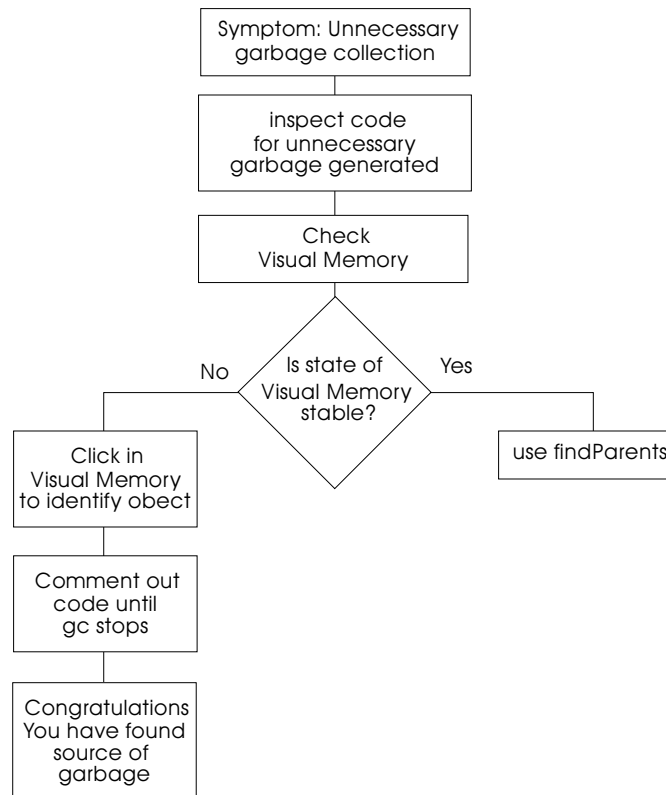 Symptom: Unnecessary
garbage collection
inspect code
for unnecessary
garbage generated
Check
Visual Memory
Is state of
Visual Memory
stable?
No
Yes
Click in
Visual Memory
to identify obect
use findParents
Comment out
code until
gc stops
Congratulations
You have found
source of
garbage